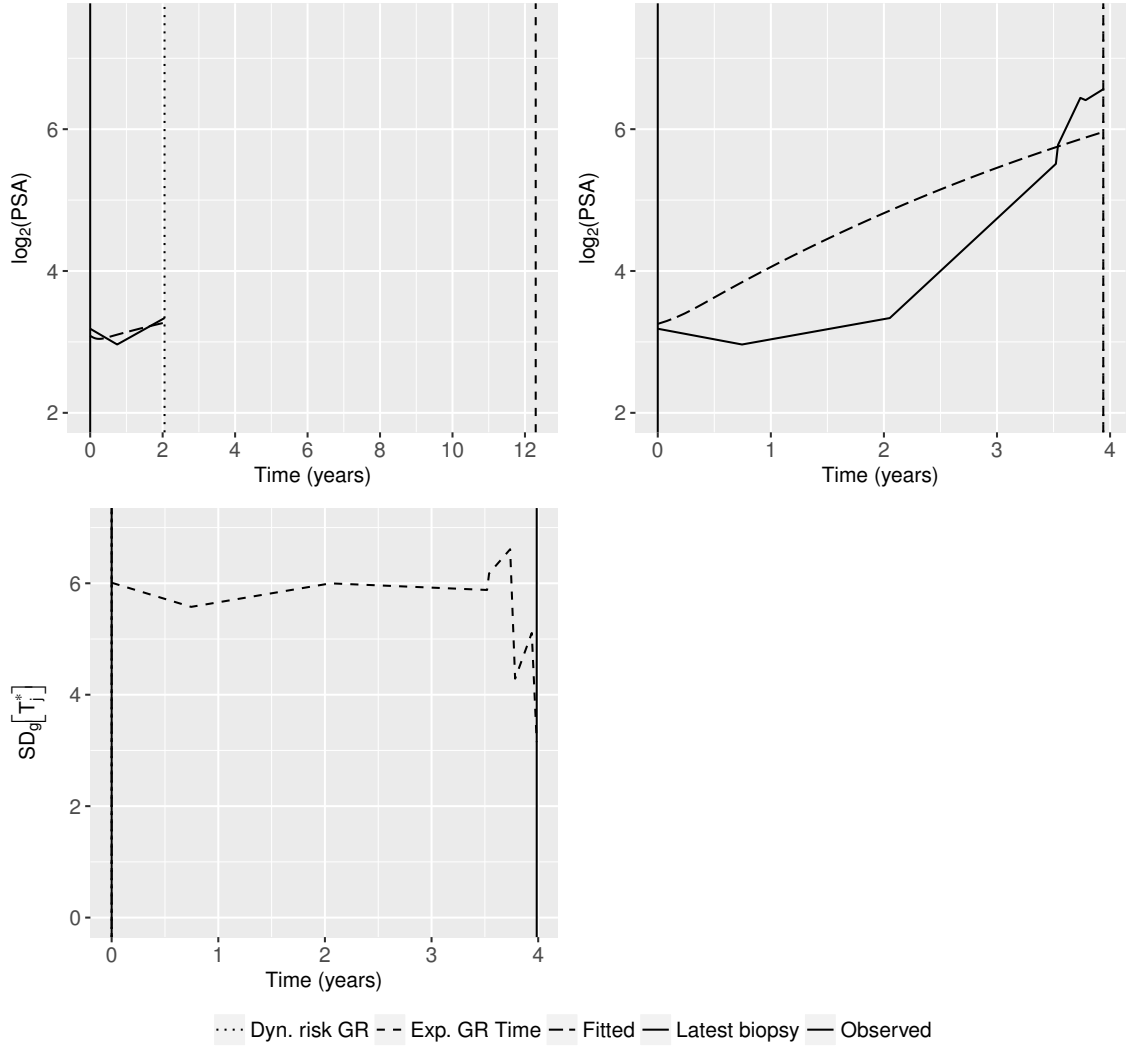 log₂(PSA)
6
4
2
0 2 4 6 8 10 12
Time (years)
log₂(PSA)
6
4
2
0 1 2 3 4
Time (years)
SD_g[T_j^*]
6
4
2
0
0 1 2 3 4
Time (years)
Dyn. risk GR Exp. GR Time Fitted Latest biopsy Observed